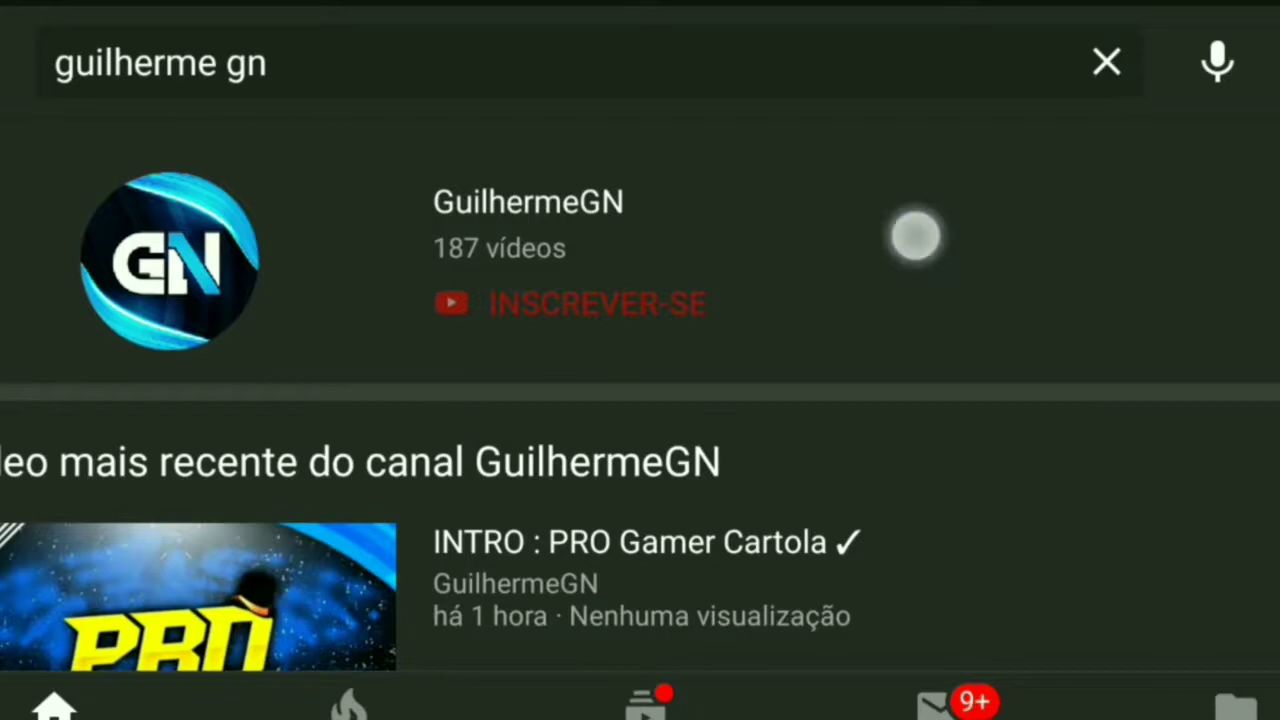 guilherme gn
GN
GuilhermeGN
187 vídeos
INSCREVER-SE
deo mais recente do canal GuilhermeGN
INTRO : PRO Gamer Cartola ✓
GuilhermeGN
há 1 hora · Nenhuma visualização
PRO
9+